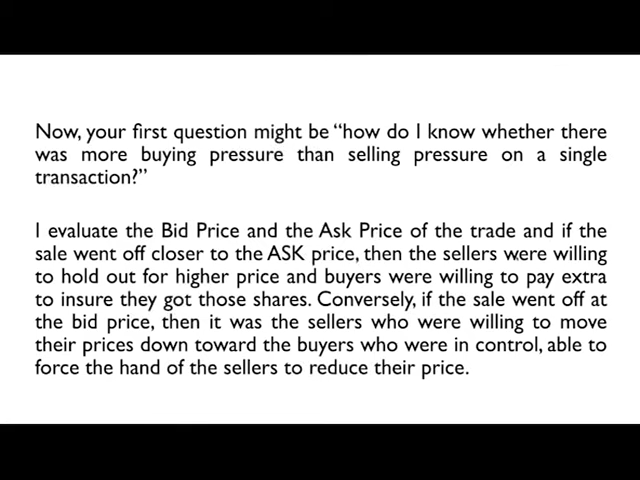 Now, your first question might be “how do I know whether there
was more buying pressure than selling pressure on a single
transaction?”
I evaluate the Bid Price and the Ask Price of the trade and if the
sale went off closer to the ASK price, then the sellers were willing
to hold out for higher price and buyers were willing to pay extra
to insure they got those shares. Conversely, if the sale went off at
the bid price, then it was the sellers who were willing to move
their prices down toward the buyers who were in control, able to
force the hand of the sellers to reduce their price.